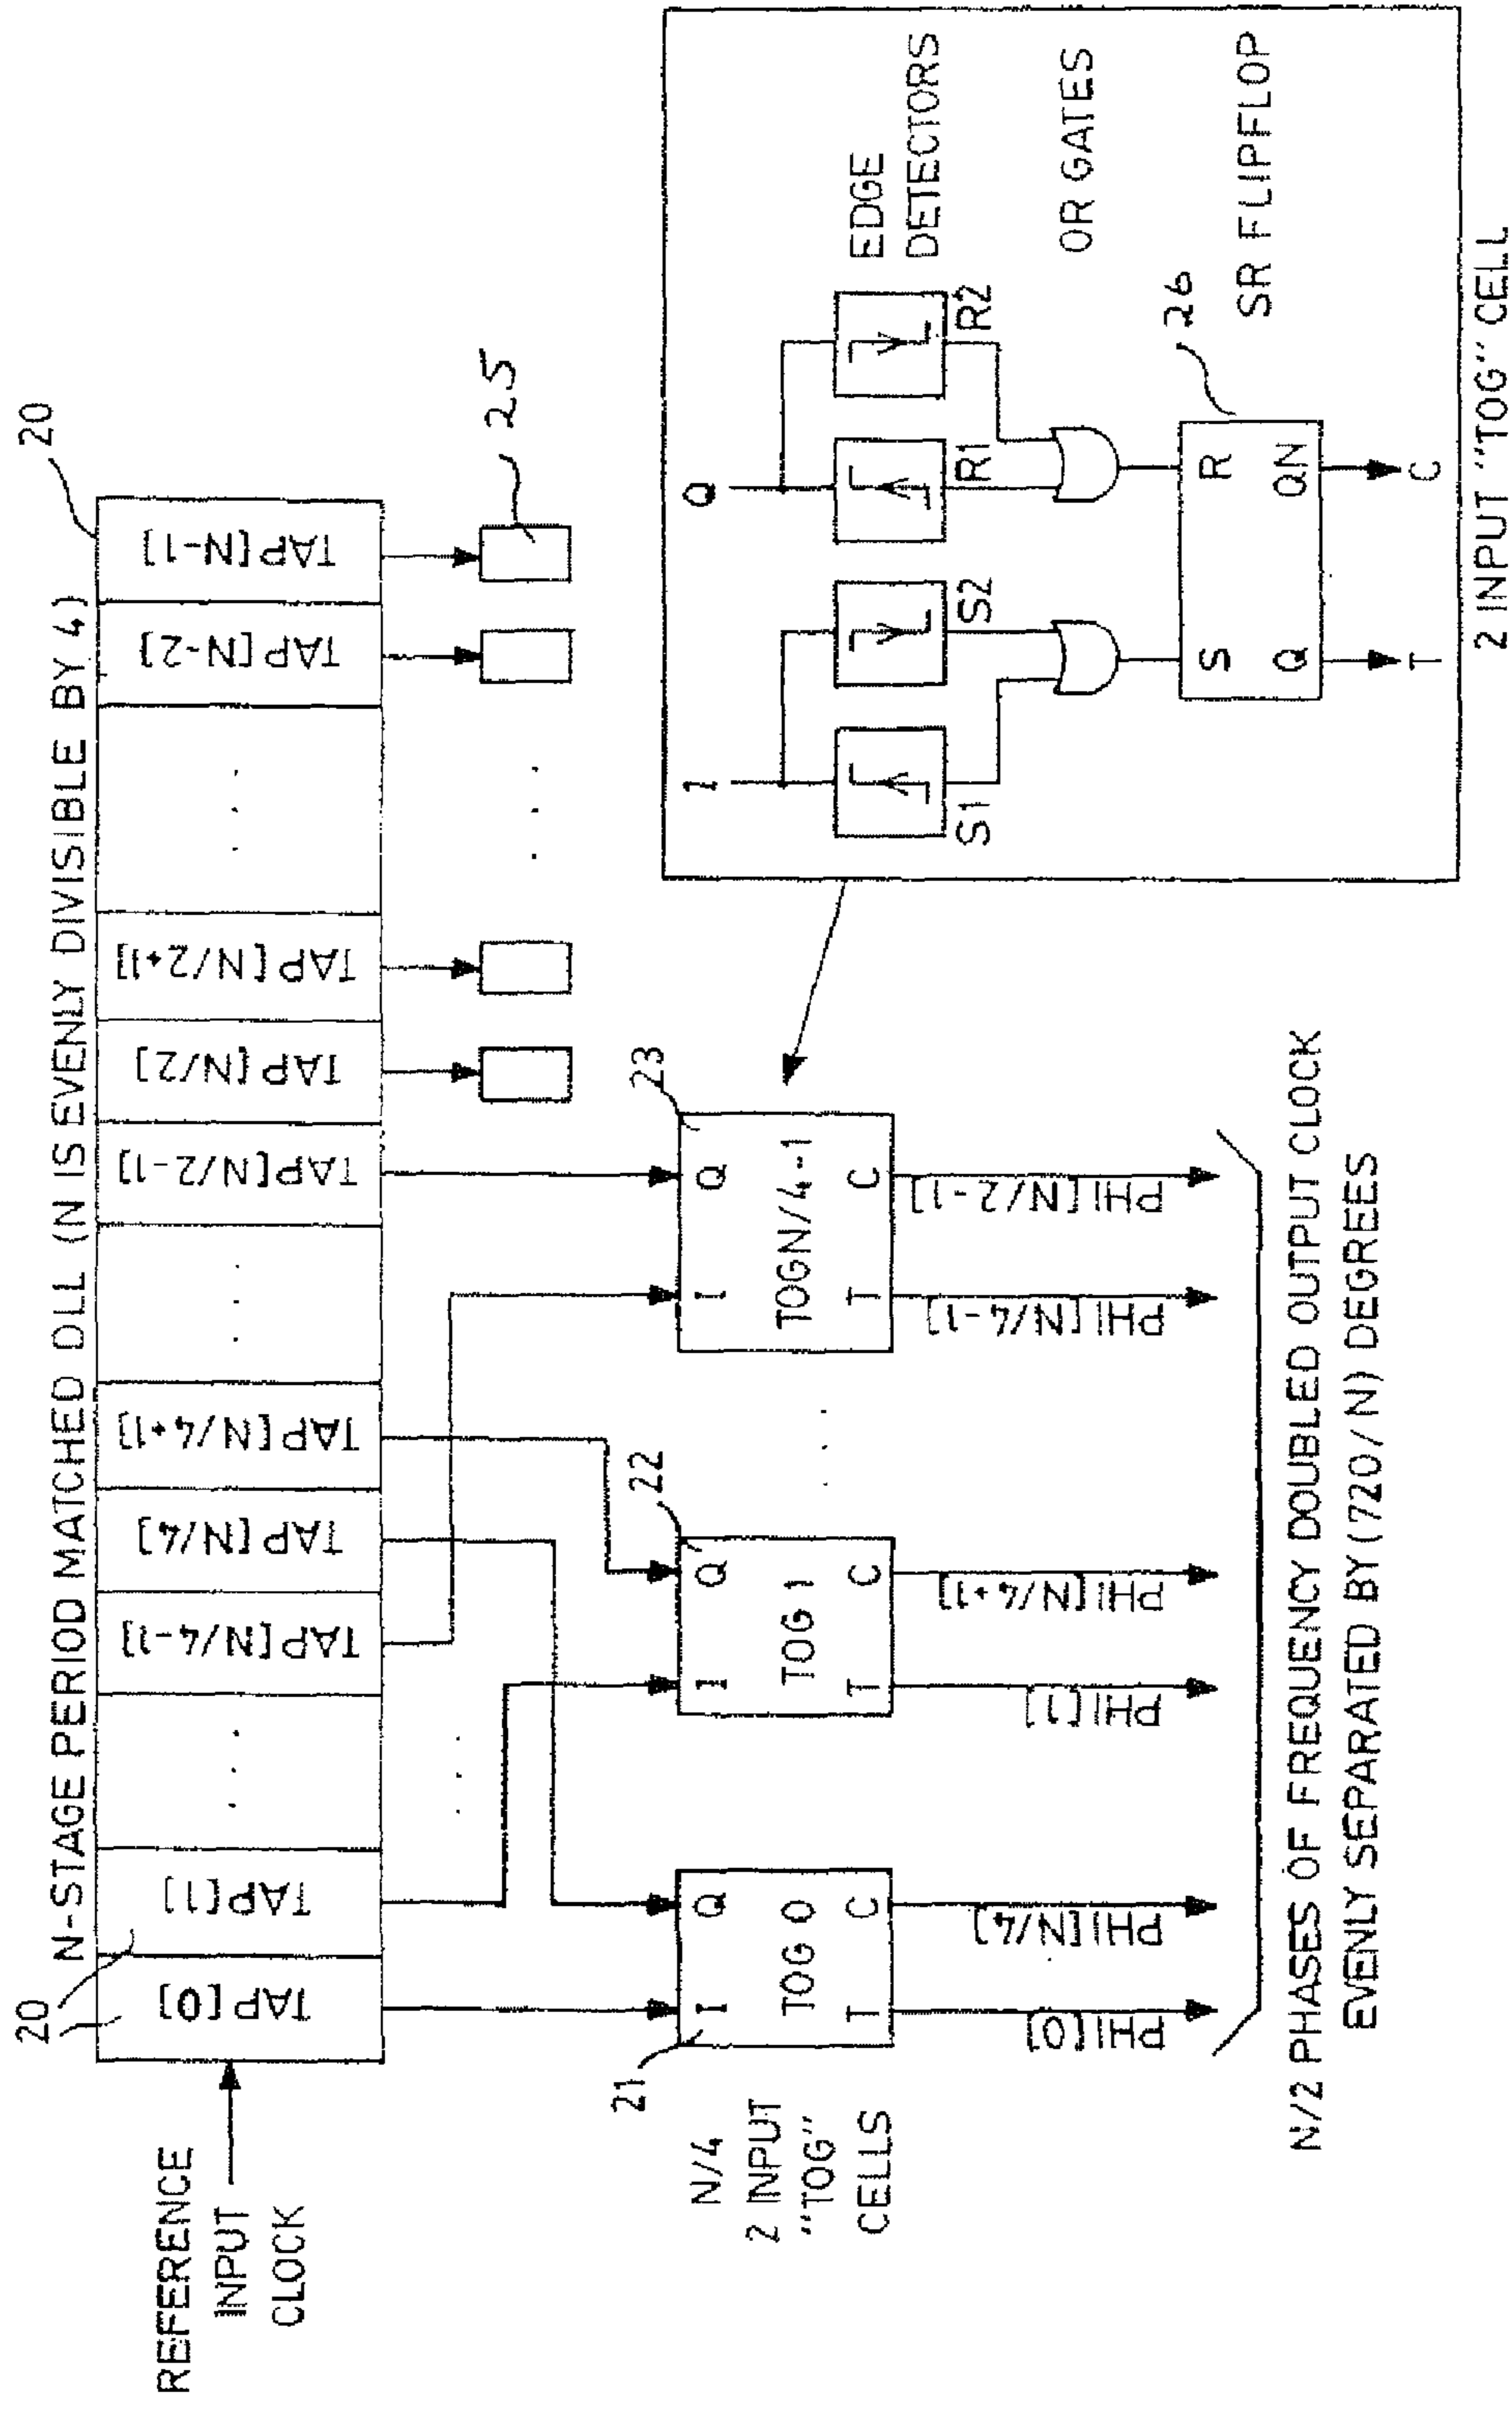 N-STAGE PERIOD MATCHED DLL (N IS EVENLY DIVISIBLE BY 4)
20
20
REFERENCE
INPUT
CLOCK
TAP[0]
TAP[1]
. . .
TAP[N/4-1]
TAP[N/4]
TAP[N/4+1]
. . .
TAP[N/2-1]
TAP[N/2]
TAP[N/2+1]
. . .
TAP[N-2]
TAP[N-1]
. . .
. . .
25
N/4
2 INPUT
"TOG"
CELLS
21
I Q
TOG 0
T C
22
I Q
TOG 1
T C
. . .
23
I Q
TOGN/4-1
T C
PHI[0]
PHI[N/4]
PHI[1]
PHI[N/4+1]
PHI[N/4-1]
PHI[N/2-1]
N/2 PHASES OF FREQUENCY DOUBLED OUTPUT CLOCK
EVENLY SEPARATED BY (720/N) DEGREES
I Q
EDGE
DETECTORS
S1 S2 R1 R2
OR GATES
26
S R
Q QN
SR FLIPFLOP
T C
2 INPUT "TOG" CELL